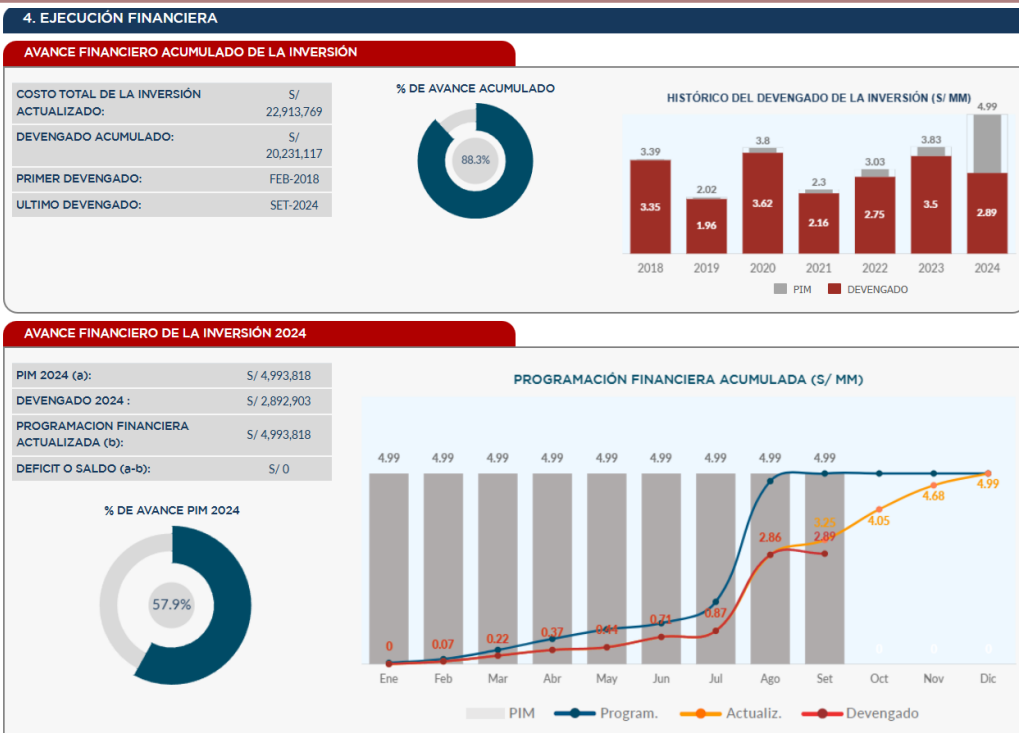 4. EJECUCIÓN FINANCIERA
AVANCE FINANCIERO ACUMULADO DE LA INVERSIÓN
COSTO TOTAL DE LA INVERSIÓN
ACTUALIZADO:
S/
22,913,769
DEVENGADO ACUMULADO:
S/
20,231,117
PRIMER DEVENGADO:
FEB-2018
ULTIMO DEVENGADO:
SET-2024
% DE AVANCE ACUMULADO
88.3%
HISTÓRICO DEL DEVENGADO DE LA INVERSIÓN (S/ MM)
3.39 2.02 3.8 2.3 3.03 3.83 4.99
3.35 1.96 3.62 2.16 2.75 3.5 2.89
2018 2019 2020 2021 2022 2023 2024
PIM DEVENGADO
AVANCE FINANCIERO DE LA INVERSIÓN 2024
PIM 2024 (a): S/ 4,993,818
DEVENGADO 2024 : S/ 2,892,903
PROGRAMACION FINANCIERA
ACTUALIZADA (b):
S/ 4,993,818
DEFICIT O SALDO (a-b): S/ 0
% DE AVANCE PIM 2024
57.9%
PROGRAMACIÓN FINANCIERA ACUMULADA (S/ MM)
4.99 4.99 4.99 4.99 4.99 4.99 4.99 4.99 4.99
4.99
4.68
4.05
3.25
2.86 2.89
0 0.07 0.22 0.37 0.44 0.71 0.87
0 0 0
Ene Feb Mar Abr May Jun Jul Ago Set Oct Nov Dic
PIM Program. Actualiz. Devengado